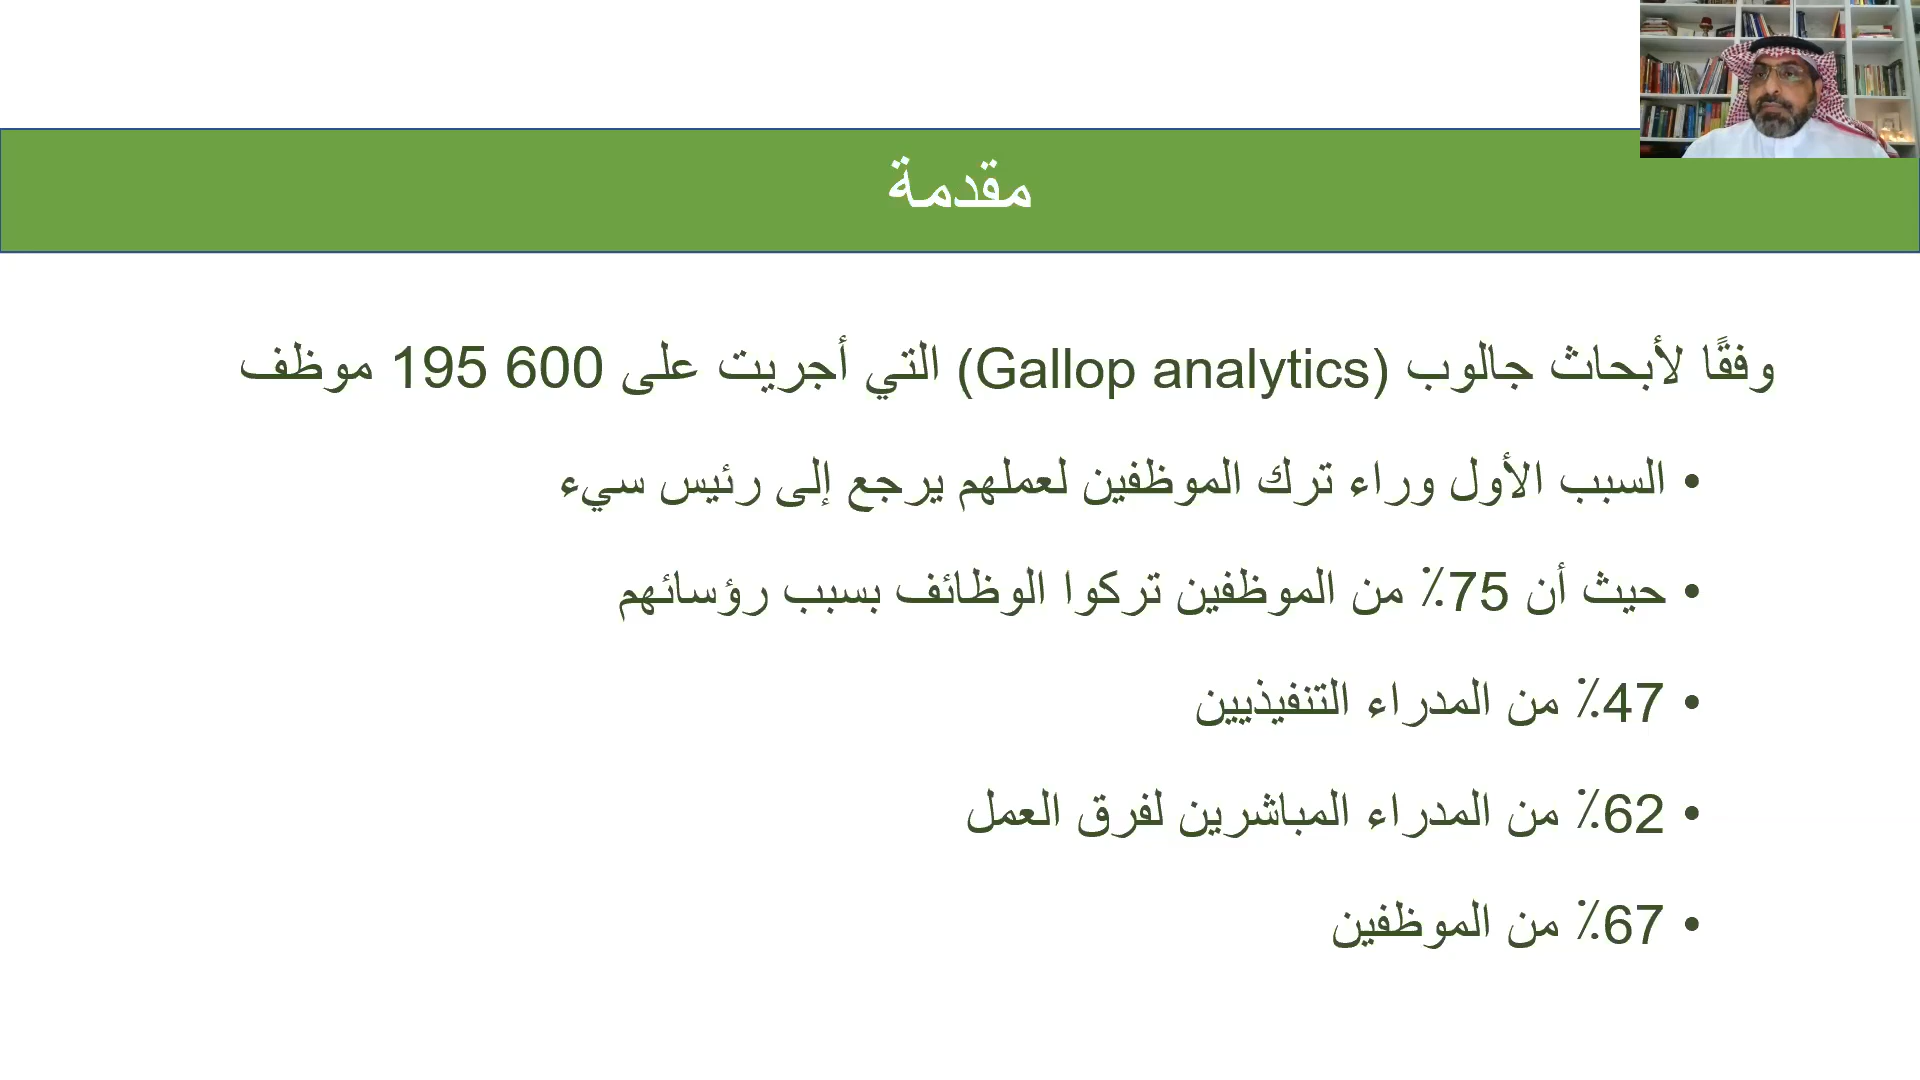 مقدمة
وفقًا لأبحاث جالوب (Gallop analytics) التي أجريت على 600 195 موظف
• السبب الأول وراء ترك الموظفين لعملهم يرجع إلى رئيس سيء
• حيث أن 75٪ من الموظفين تركوا الوظائف بسبب رؤسائهم
• 47٪ من المدراء التنفيذيين
• 62٪ من المدراء المباشرين لفرق العمل
• 67٪ من الموظفين